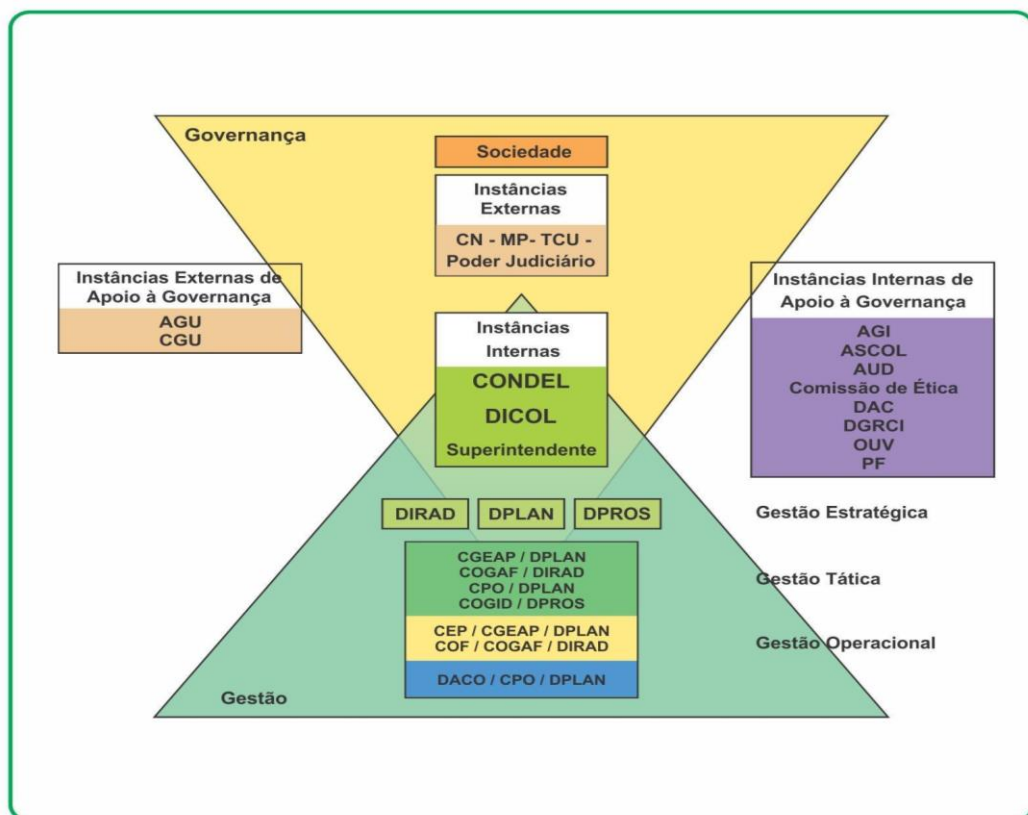 Governança
Sociedade
Instâncias
Externas
CN - MP- TCU -
Poder Judiciário
Instâncias Externas de
Apoio à Governança
AGU
CGU
Instâncias
Internas
CONDEL
DICOL
Superintendente
Instâncias Internas de
Apoio à Governança
AGI
ASCOL
AUD
Comissão de Ética
DAC
DGRCI
OUV
PF
DIRAD
DPLAN
DPROS
Gestão Estratégica
CGEAP / DPLAN
COGAF / DIRAD
CPO / DPLAN
COGID / DPROS
Gestão Tática
CEP / CGEAP / DPLAN
COF / COGAF / DIRAD
Gestão Operacional
DACO / CPO / DPLAN
Gestão